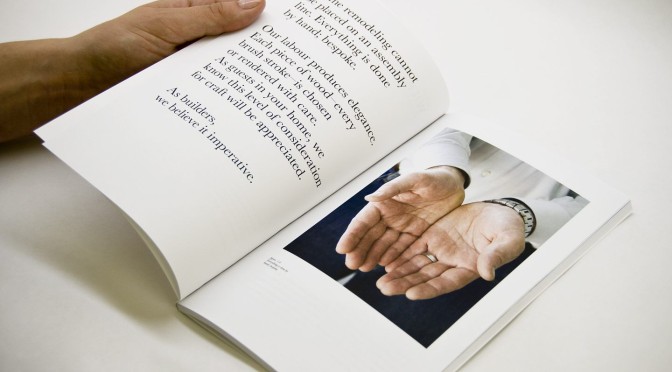 remodeling cannot
placed on an assembly
line. Everything is done
by hand; bespoke.
Our labour produces elegance.
Each piece of wood—every
brush stroke—is chosen
or rendered with care.
As guests in your home, we
know this level of consideration
for craft will be appreciated.
As builders,
we believe it imperative.